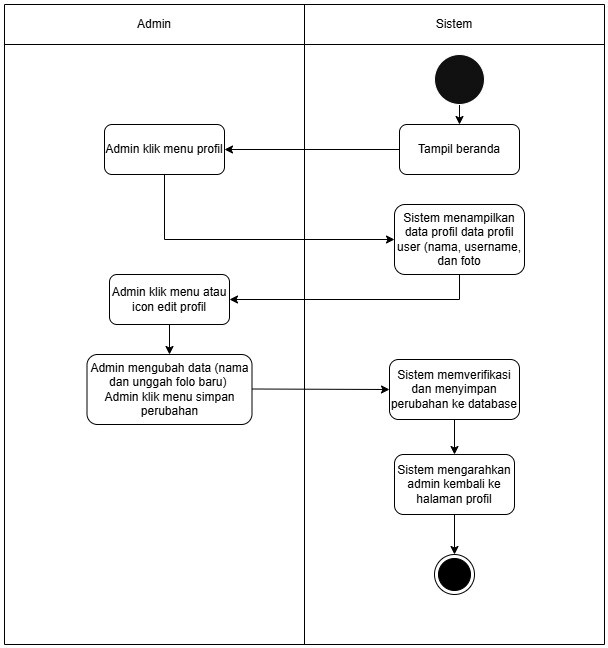 Admin
Sistem
Tampil beranda
Admin klik menu profil
Sistem menampilkan
data profil data profil
user (nama, username,
dan foto
Admin klik menu atau
icon edit profil
Admin mengubah data (nama
dan unggah folo baru)
Admin klik menu simpan
perubahan
Sistem memverifikasi
dan menyimpan
perubahan ke database
Sistem mengarahkan
admin kembali ke
halaman profil